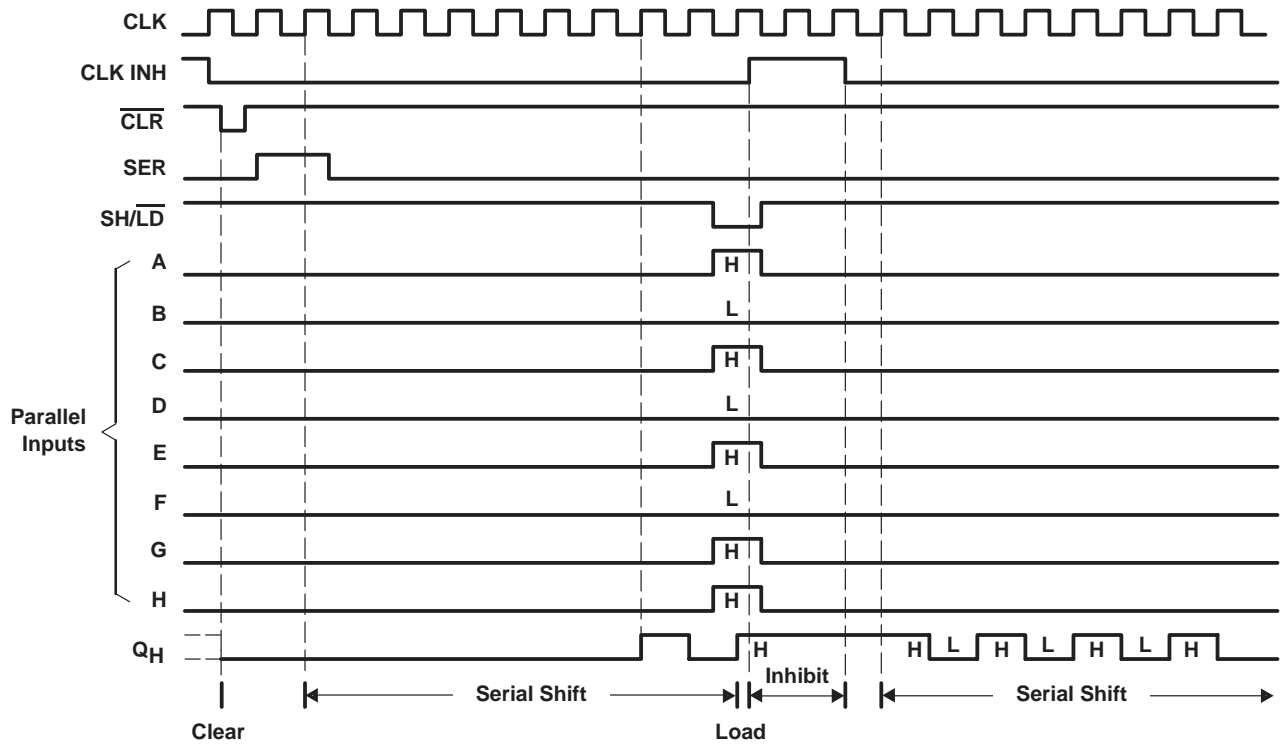 CLK
CLK INH
CLR
SER
SH/LD
Parallel
Inputs
A
H
B
L
C
H
D
L
E
H
F
L
G
H
H
H
QH
H
H
L
H
L
H
L
H
Inhibit
Serial Shift
Serial Shift
Clear
Load